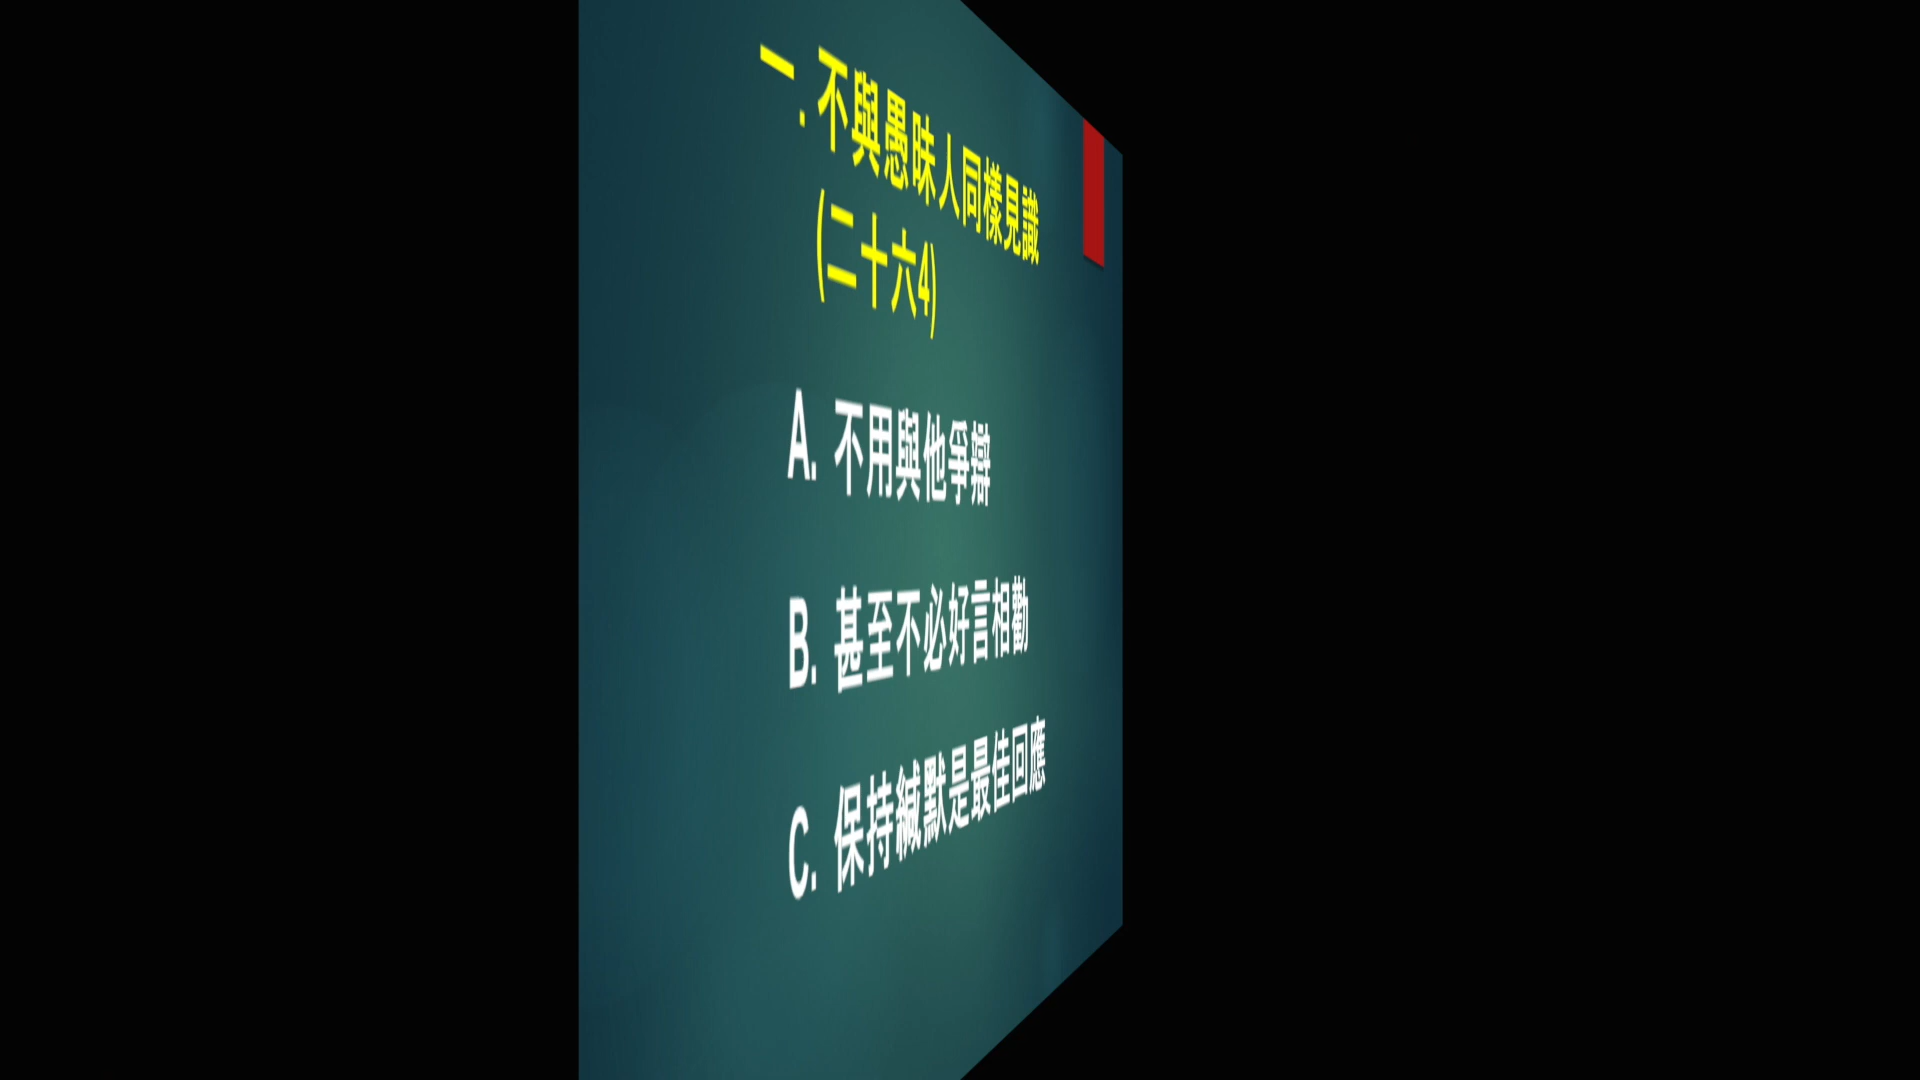 一. 不與愚昧人同樣見識
(二十六4)
A. 不用與他爭辯
B. 甚至不必好言相勸
C. 保持緘默是最佳回應